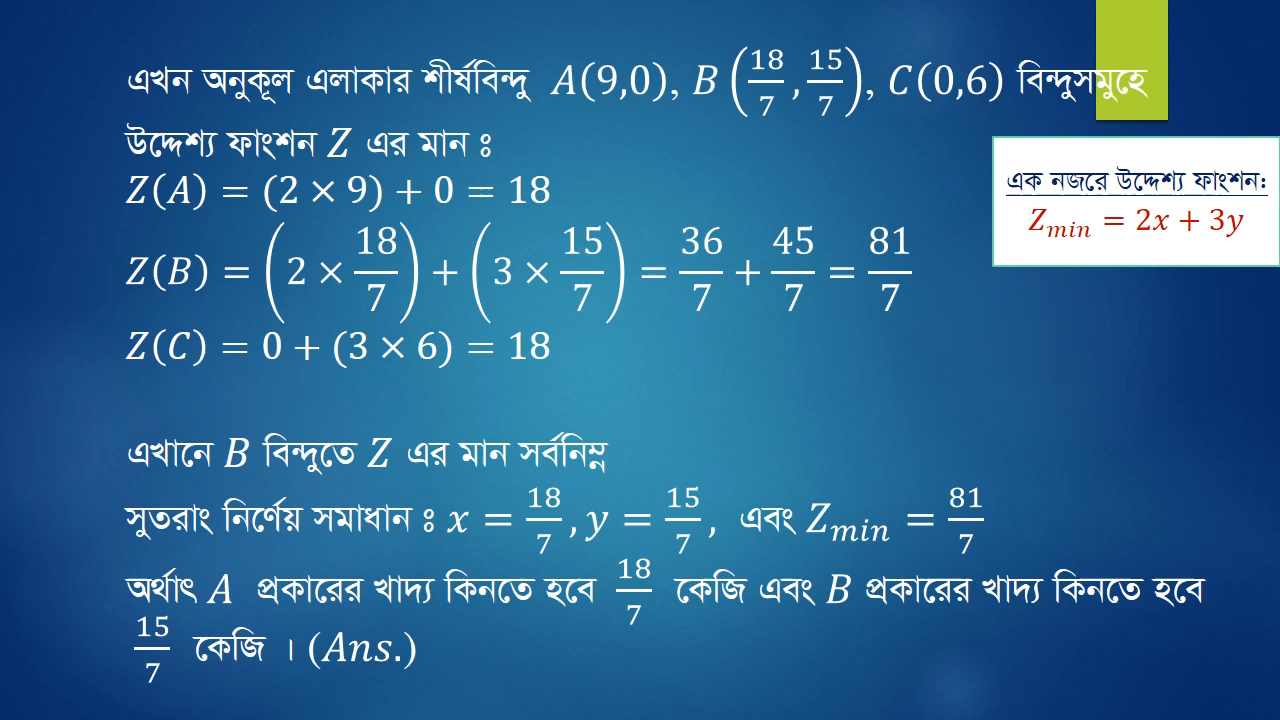 এখন অনুকূল এলাকার শীর্ষবিন্দু A(9,0), B(18/7, 15/7), C(0,6) বিন্দুসমুহে
উদ্দেশ্য ফাংশন Z এর মান ঃ
Z(A) = (2 × 9) + 0 = 18
Z(B) = (2 × 18/7) + (3 × 15/7) = 36/7 + 45/7 = 81/7
Z(C) = 0 + (3 × 6) = 18
এক নজরে উদ্দেশ্য ফাংশন:
Z_min = 2x + 3y
এখানে B বিন্দুতে Z এর মান সর্বনিম্ন
সুতরাং নির্ণেয় সমাধান ঃ x = 18/7, y = 15/7, এবং Z_min = 81/7
অর্থাৎ A প্রকারের খাদ্য কিনতে হবে 18/7 কেজি এবং B প্রকারের খাদ্য কিনতে হবে
15/7 কেজি । (Ans.)